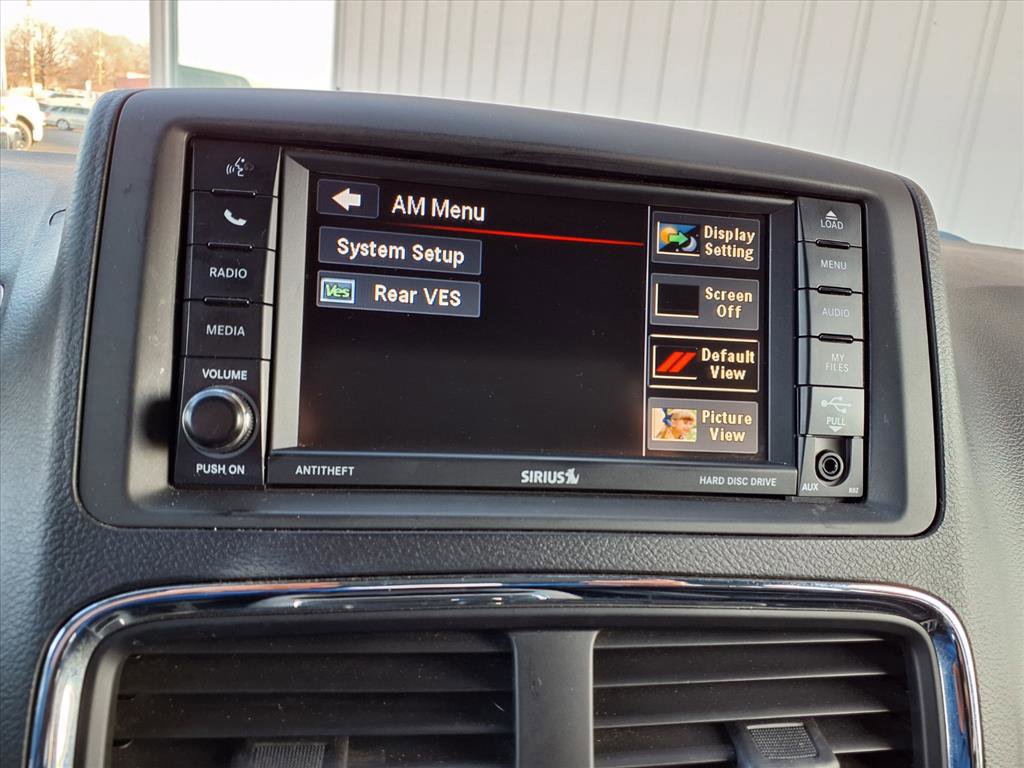 AM Menu
System Setup
Ves Rear VES
Display
Setting
Screen
Off
Default
View
Picture
View
RADIO
MEDIA
VOLUME
PUSH ON
ANTITHEFT
SIRIUS
HARD DISC DRIVE
LOAD
MENU
AUDIO
MY
FILES
PULL
AUX